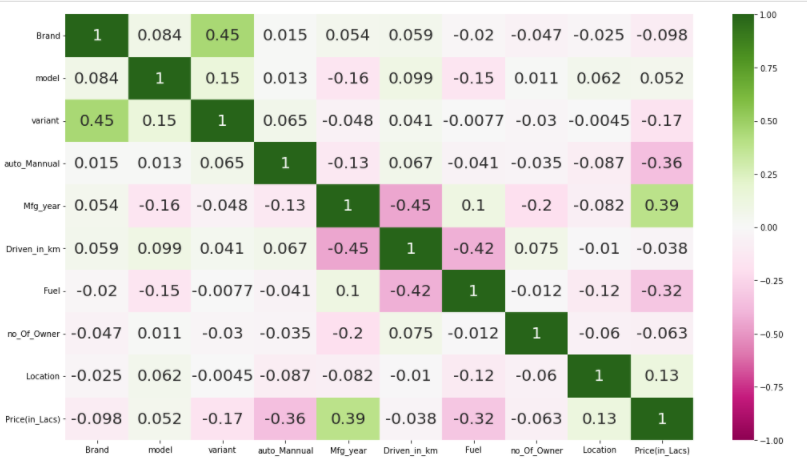 Brand 1 0.084 0.45 0.015 0.054 0.059 -0.02 -0.047 -0.025 -0.098
model 0.084 1 0.15 0.013 -0.16 0.099 -0.15 0.011 0.062 0.052
variant 0.45 0.15 1 0.065 -0.048 0.041 -0.0077 -0.03 -0.0045 -0.17
auto_Mannual 0.015 0.013 0.065 1 -0.13 0.067 -0.041 -0.035 -0.087 -0.36
Mfg_year 0.054 -0.16 -0.048 -0.13 1 -0.45 0.1 -0.2 -0.082 0.39
Driven_in_km 0.059 0.099 0.041 0.067 -0.45 1 -0.42 0.075 -0.01 -0.038
Fuel -0.02 -0.15 -0.0077 -0.041 0.1 -0.42 1 -0.012 -0.12 -0.32
no_Of_Owner -0.047 0.011 -0.03 -0.035 -0.2 0.075 -0.012 1 -0.06 -0.063
Location -0.025 0.062 -0.0045 -0.087 -0.082 -0.01 -0.12 -0.06 1 0.13
Price(in_Lacs) -0.098 0.052 -0.17 -0.36 0.39 -0.038 -0.32 -0.063 0.13 1
Brand model variant auto_Mannual Mfg_year Driven_in_km Fuel no_Of_Owner Location Price(in_Lacs)
1.00
0.75
0.50
0.25
0.00
-0.25
-0.50
-0.75
-1.00